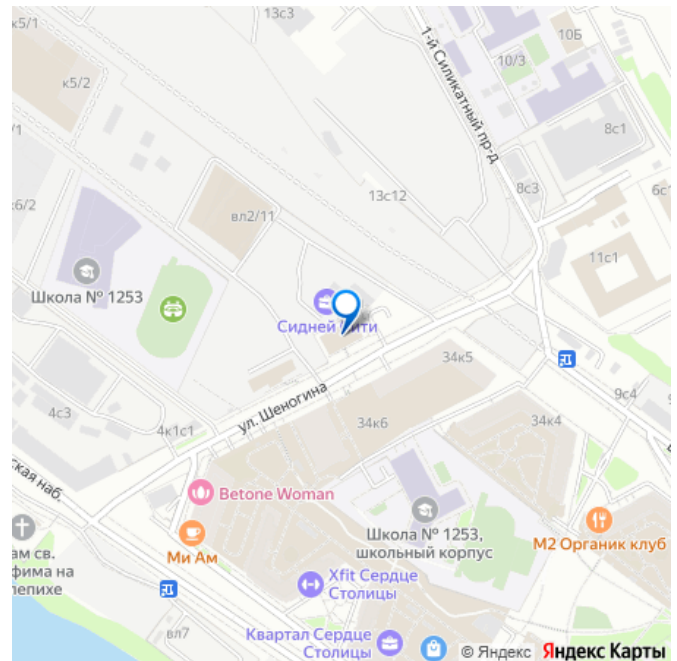 к5/1
13с3
10Б
1-й Силикатный пр-д
10/3
к5/2
8с1
/1
13с12
8с3
6с
к6/2
вл2/11
11с1
Школа № 1253
Сидней Сити
34к5
9с4
4с3
ул. Шеногина
4к1с1
34к6
34к4
ская наб.
Betone Woman
Школа № 1253,
школьный корпус
М2 Органик клуб
Ми Ам
ам св.
фима на
лепихе
Xfit Сердце
Столицы
вл7
Квартал Сердце
Столицы
© Яндекс Яндекс Карты